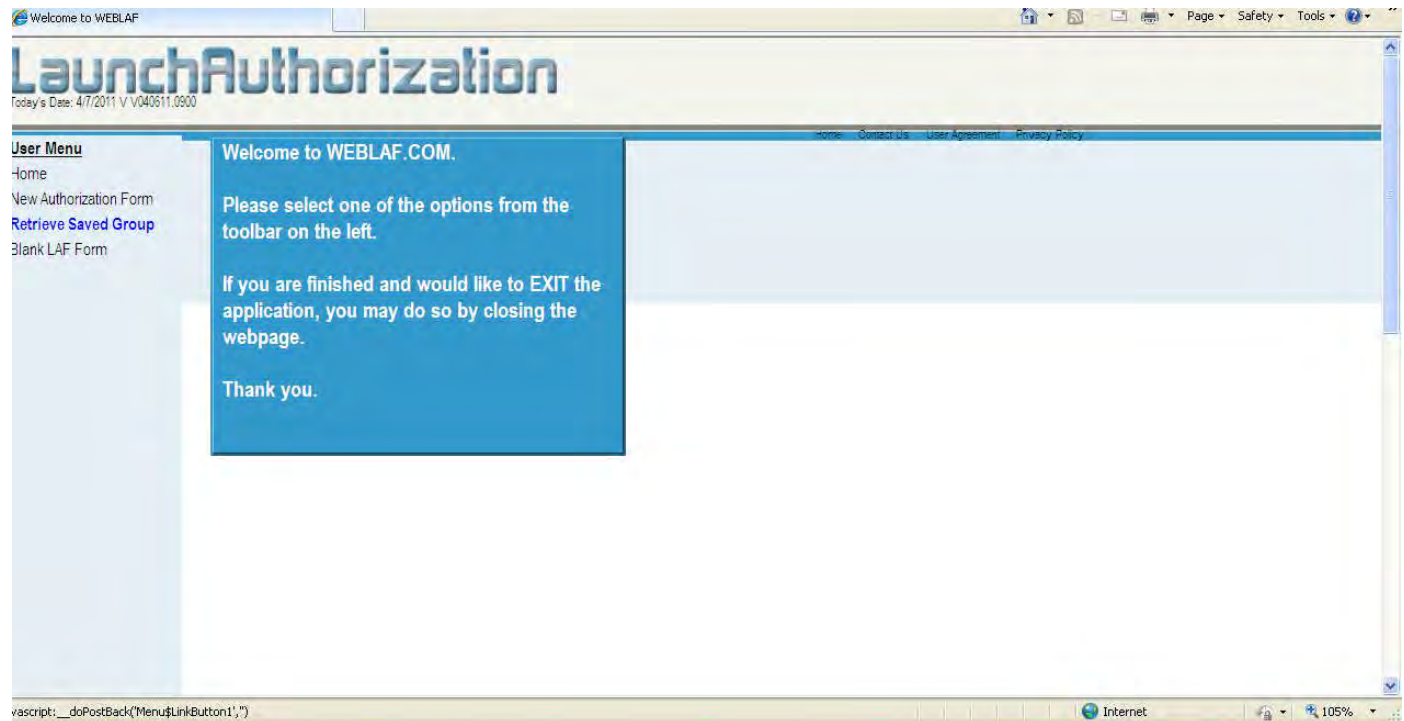 Welcome to WEBLAF
Page Safety Tools
LaunchAuthorization
Today's Date: 4/7/2011 V V040611.0900
Home Contact Us User Agreement Privacy Policy
User Menu
Home
New Authorization Form
Retrieve Saved Group
Blank LAF Form
Welcome to WEBLAF.COM.
Please select one of the options from the
toolbar on the left.
If you are finished and would like to EXIT the
application, you may do so by closing the
webpage.
Thank you.
vascript:__doPostBack('Menu$LinkButton1','')
Internet
105%